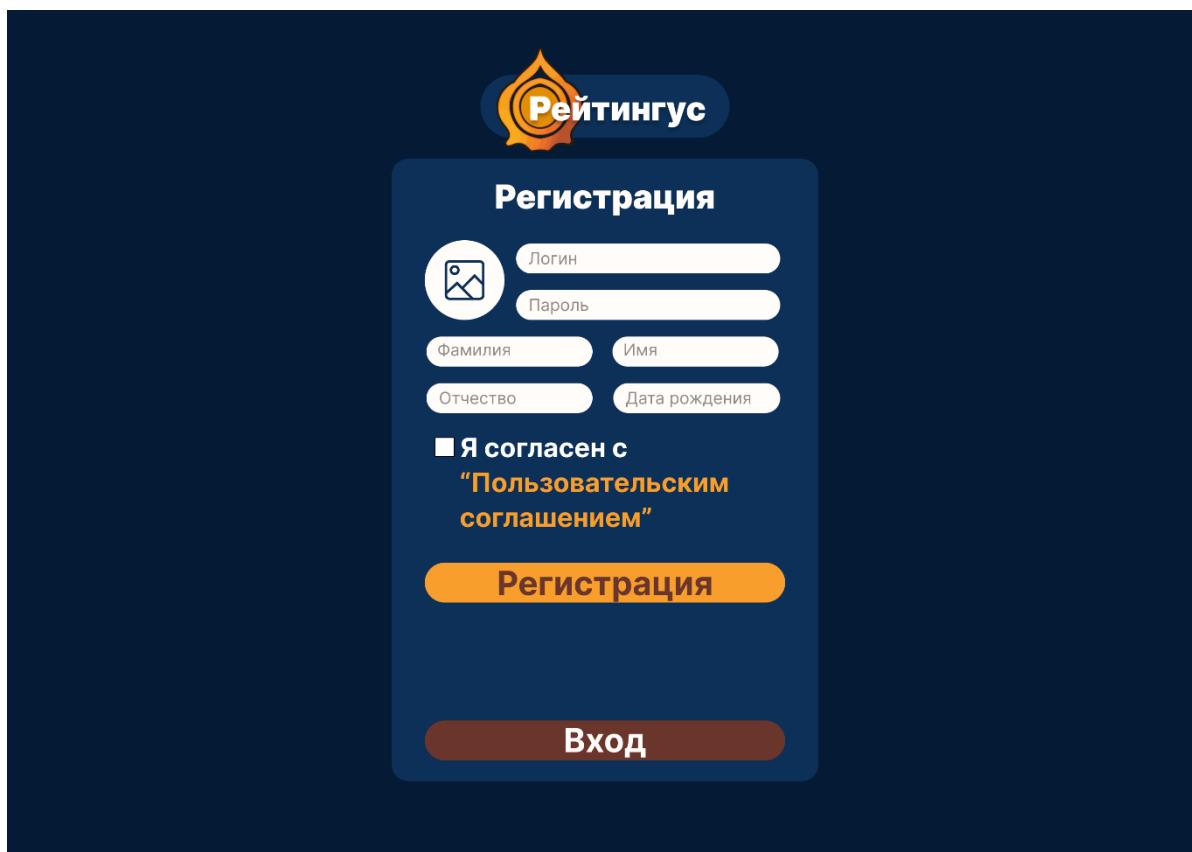 Рейтингус
Регистрация
Логин
Пароль
Фамилия
Имя
Отчество
Дата рождения
Я согласен с
“Пользовательским
соглашением”
Регистрация
Вход